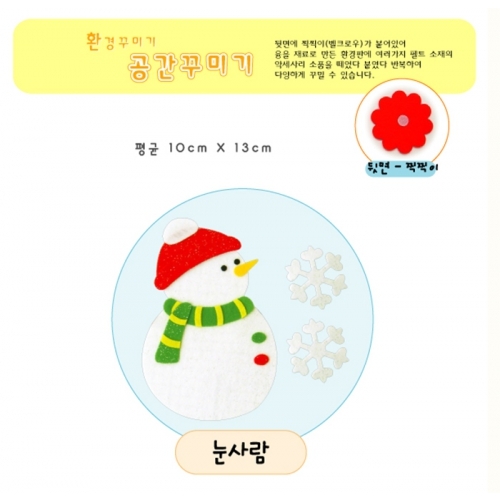 환경꾸미기
공간꾸미기
뒷면에 찍찍이(벨크로우)가 붙어있어
융을 재료로 만든 환경판에 여러가지 펠트 소재의
악세사리 소품을 떼었다 붙였다 반복하여
다양하게 꾸밀 수 있습니다.
뒷면 - 찍찍이
평균 10cm X 13cm
눈사람